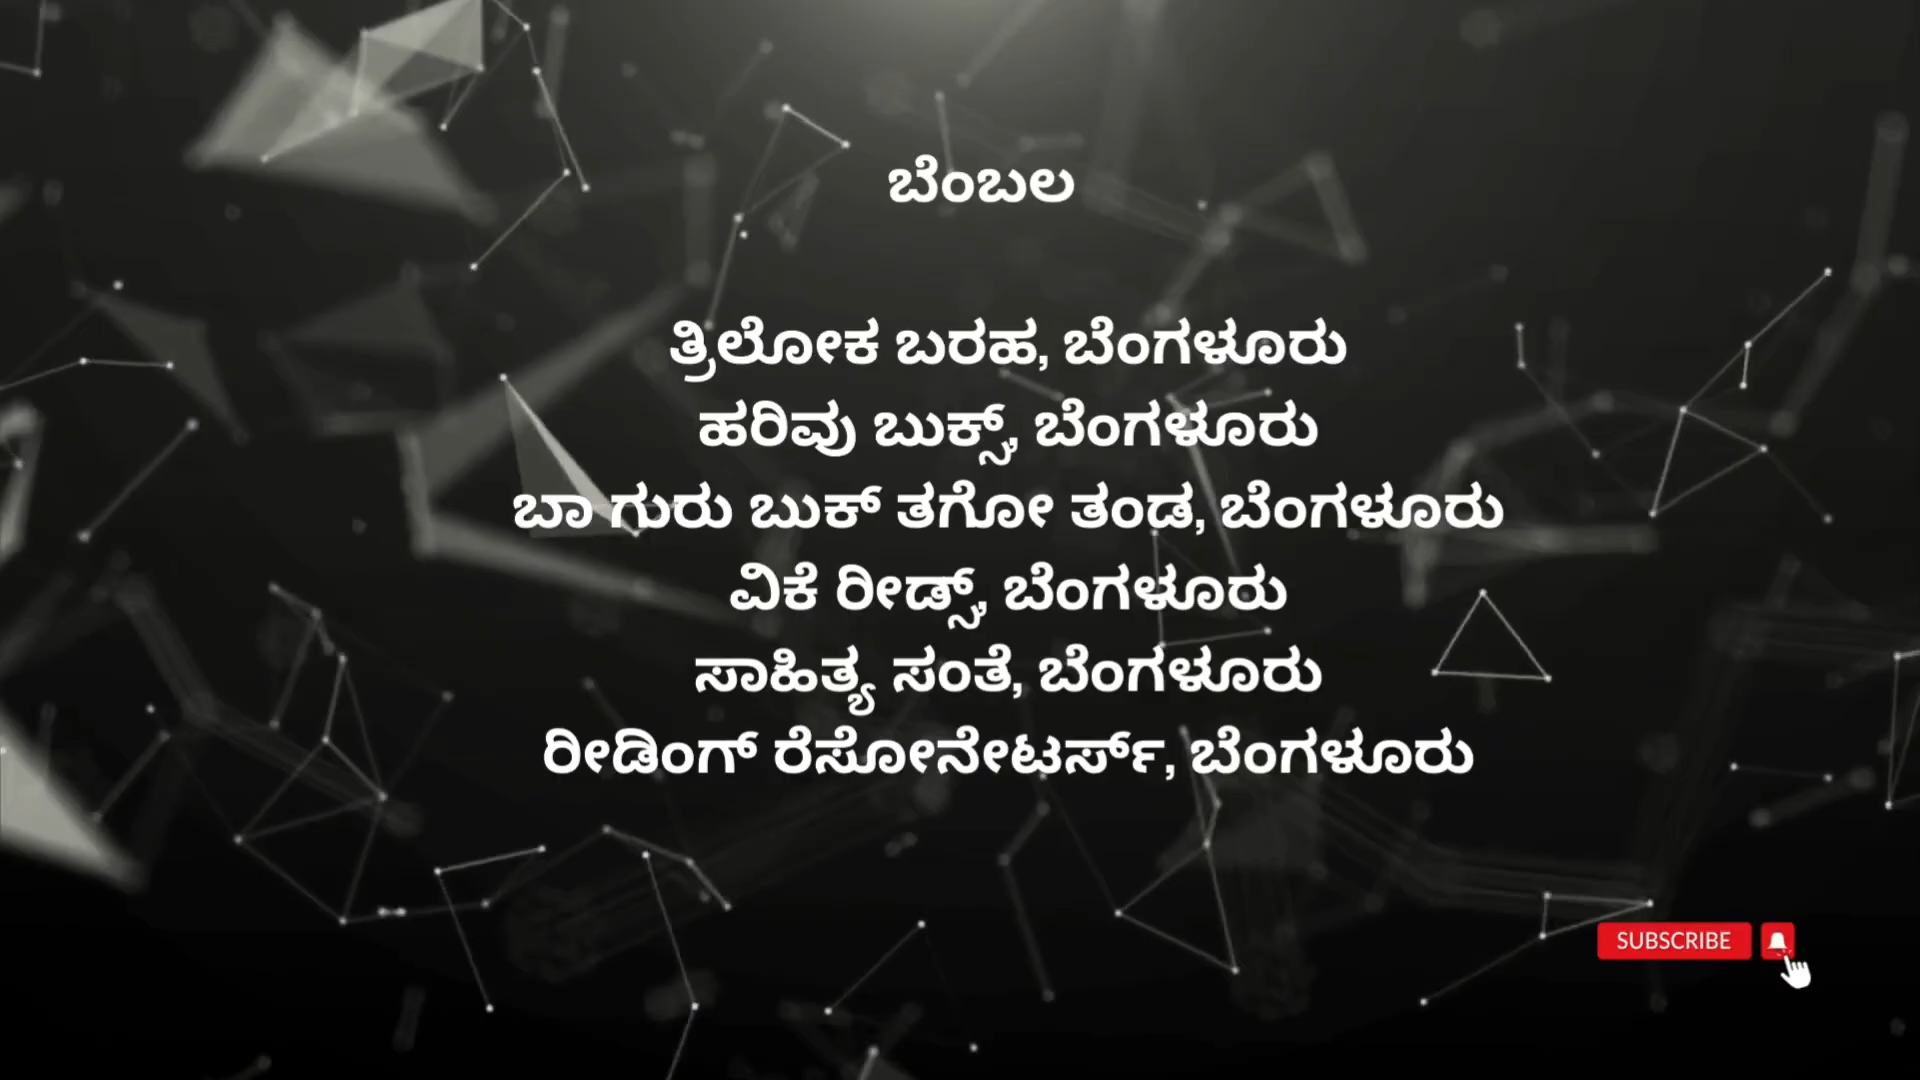 ಬೆಂಬಲ
ತ್ರಿಲೋಕ ಬರಹ, ಬೆಂಗಳೂರು
ಹರಿವು ಬುಕ್ಸ್, ಬೆಂಗಳೂರು
ಬಾ ಗುರು ಬುಕ್ ತಗೋ ತಂಡ, ಬೆಂಗಳೂರು
ವಿಕೆ ರೀಡ್ಸ್, ಬೆಂಗಳೂರು
ಸಾಹಿತ್ಯ ಸಂತೆ, ಬೆಂಗಳೂರು
ರೀಡಿಂಗ್ ರೆಸೋನೇಟರ್ಸ್, ಬೆಂಗಳೂರು
SUBSCRIBE